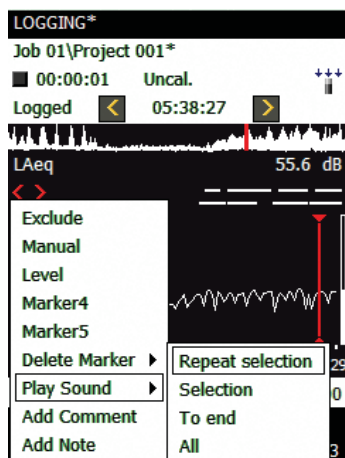 LOGGING*
Job 01\Project 001*
00:00:01 Uncal.
Logged < 05:38:27 >
LAeq 55.6 dB
< >
Exclude
Manual
Level
Marker4
Marker5
Delete Marker
Play Sound
Add Comment
Add Note
Repeat selection
Selection
To end
All